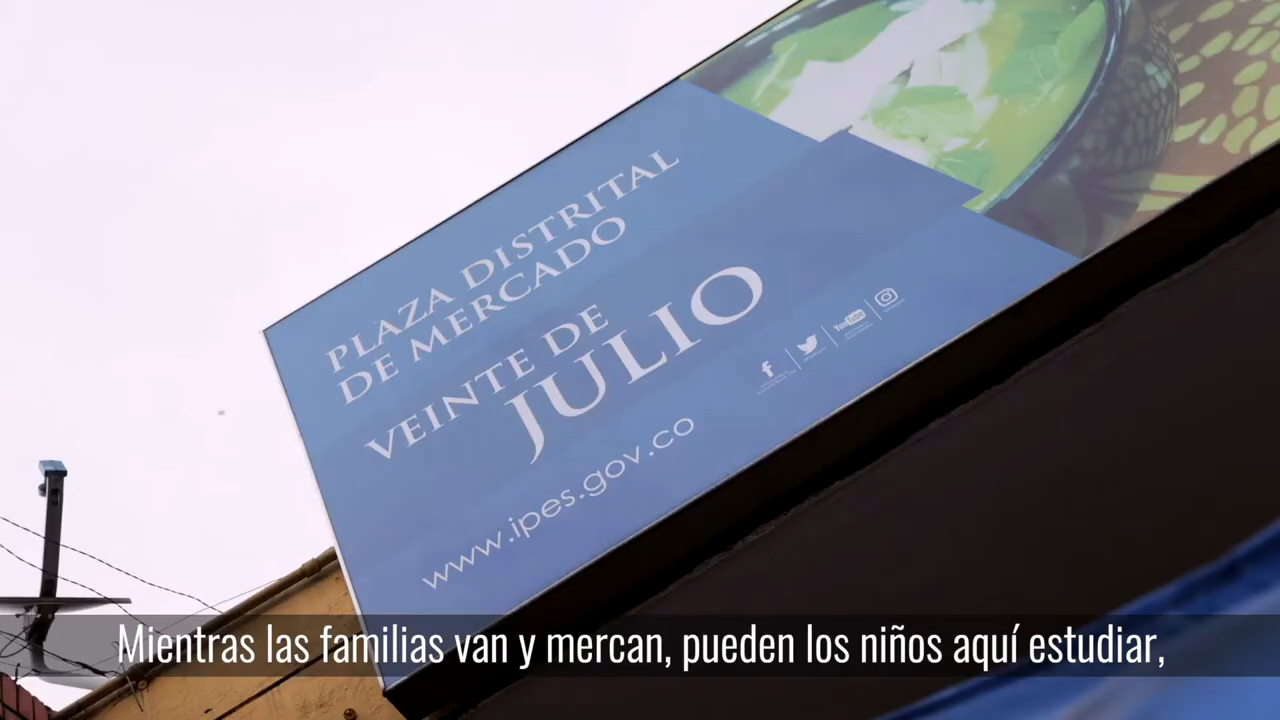 PLAZA DISTRITAL
DE MERCADO
VEINTE DE
JULIO
YouTube
www.ipes.gov.co
Mientras las familias van y mercan, pueden los niños aquí estudiar,